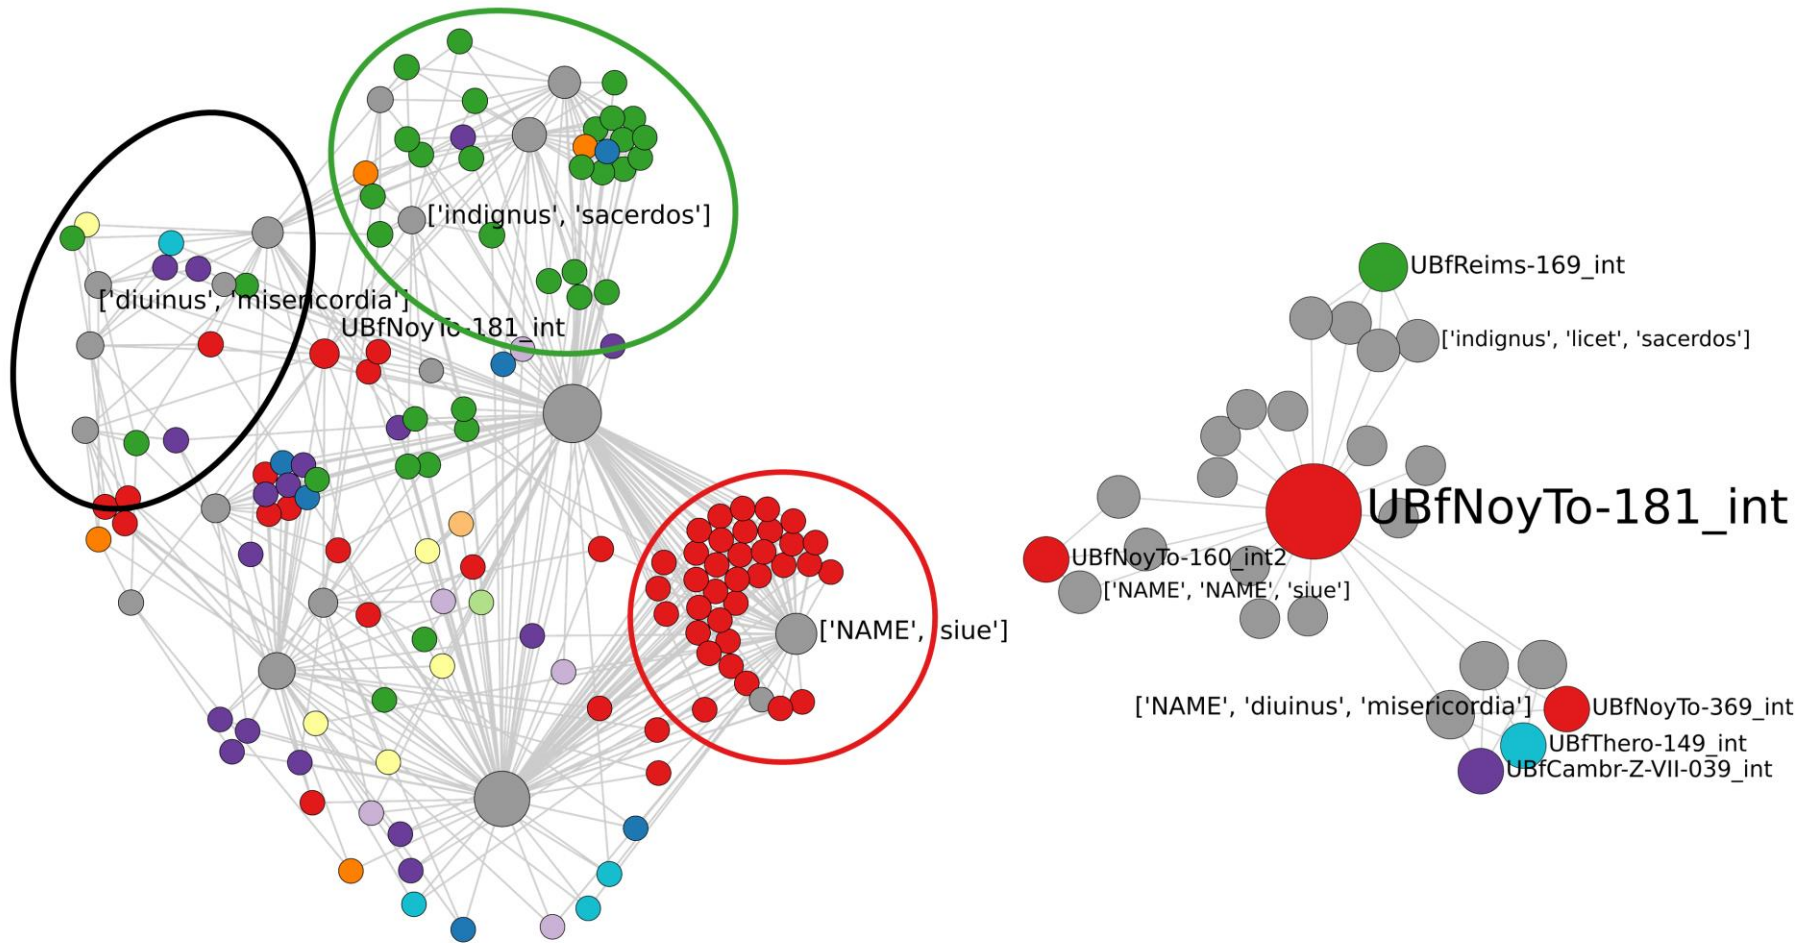 ['indignus', 'sacerdos']
['diuinus', 'misericordia']
UBfNoyTo-181_int
['NAME', 'siue']
UBfReims-169_int
['indignus', 'licet', 'sacerdos']
UBfNoyTo-181_int
UBfNoyTo-160_int2
['NAME', 'NAME', 'siue']
['NAME', 'diuinus', 'misericordia']
UBfNoyTo-369_int
UBfThero-149_int
UBfCambr-Z-VII-039_int